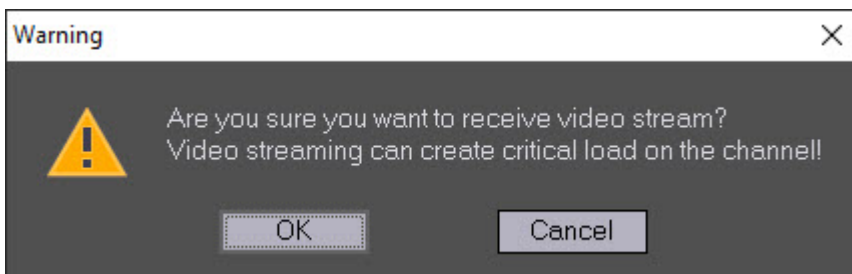 Warning
Are you sure you want to receive video stream?
Video streaming can create critical load on the channel!
OK
Cancel